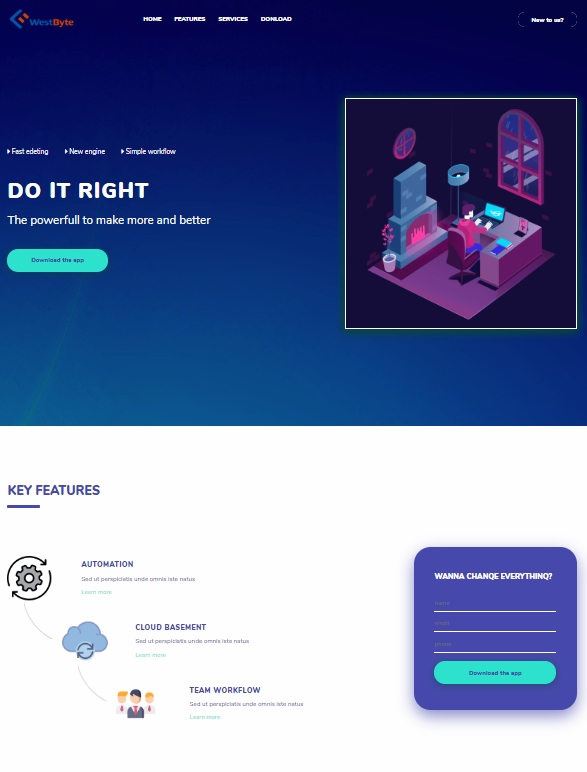 WestByte
HOME FEATURES SERVICES DONLOAD
New to us?
Fast edeting New engine Simple workflow
DO IT RIGHT
The powerfull to make more and better
Download the app
KEY FEATURES
AUTOMATION
Sed ut perspiciatis unde omnis iste natus
Learn more
CLOUD BASEMENT
Sed ut perspiciatis unde omnis iste natus
Learn more
TEAM WORKFLOW
Sed ut perspiciatis unde omnis iste natus
Learn more
WANNA CHANGE EVERYTHING?
name
email
phone
Download the app